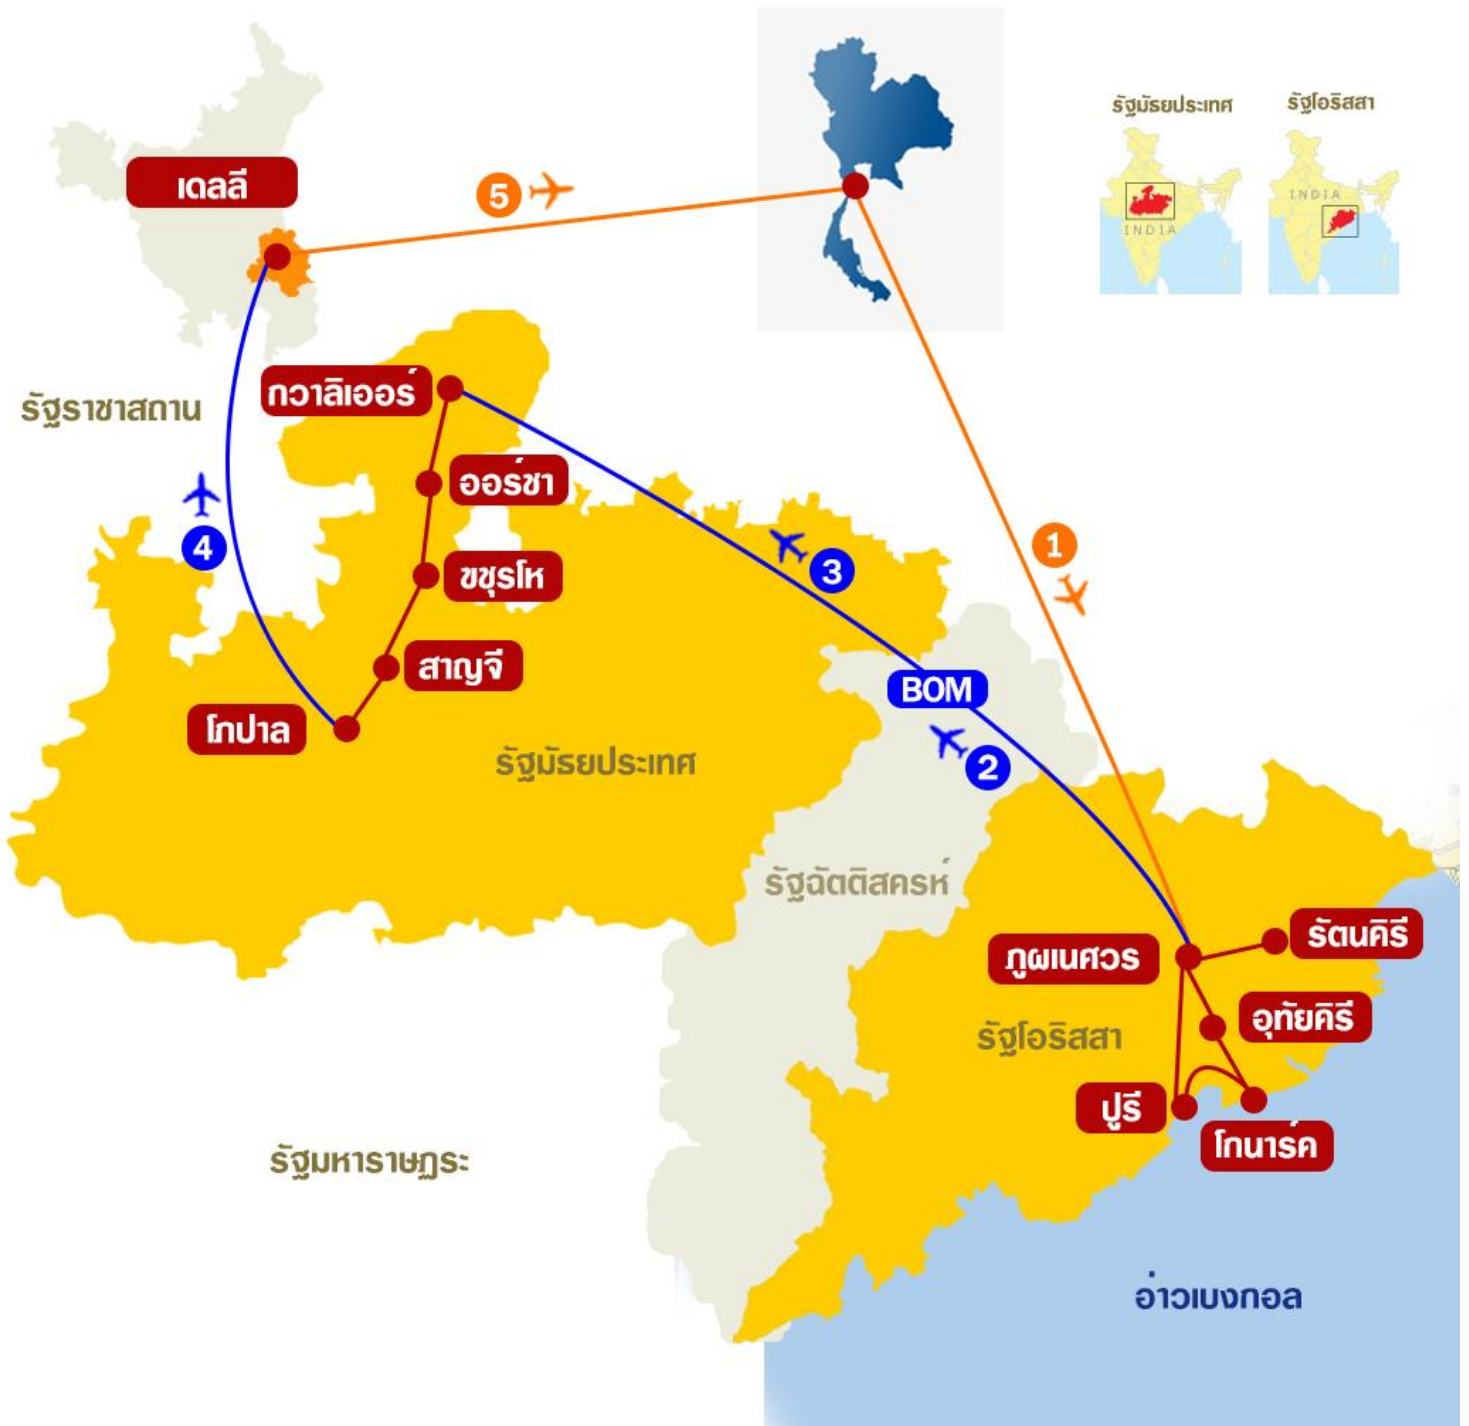 รัฐมัธยประเทศ
รัฐโอริสสา
INDIA
INDIA
เดลลี
5
กวาลิเออร์
รัฐราชาสถาน
ออร์ชา
4
3
1
ขชุรโห
สาญจี
BOM
โภปาล
2
รัฐมัธยประเทศ
รัฐฉัตติสครห์
รัตนคิรี
ภูผเนศวร
อุทัยคิรี
รัฐโอริสสา
ปูรี
โกนาร์ค
รัฐมหาราษฎระ
อ่าวเบงกอล